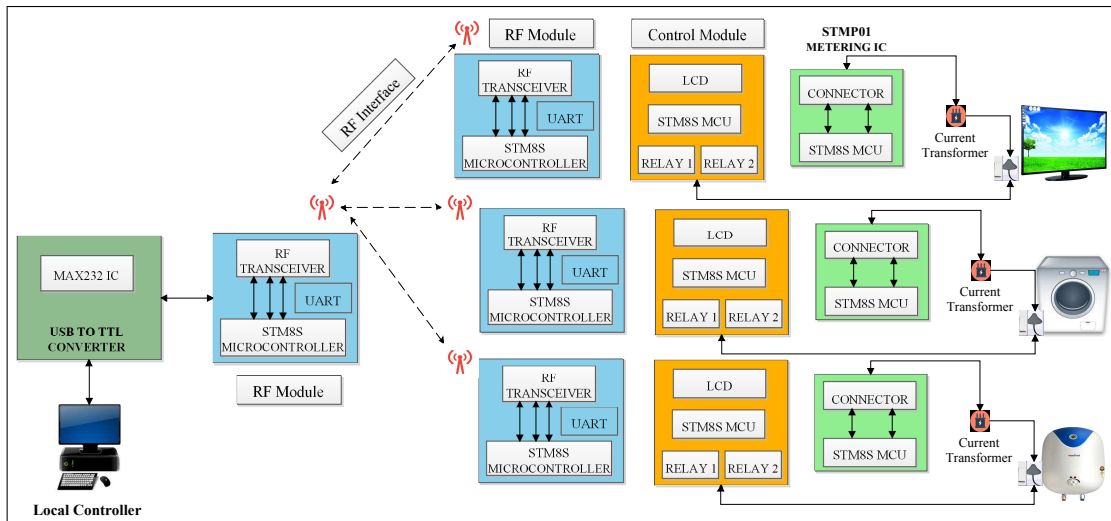 RF Module
Control Module
STMP01
METERING IC
RF Interface
RF
TRANSCEIVER
UART
STM8S
MICROCONTROLLER
LCD
STM8S MCU
RELAY 1
RELAY 2
CONNECTOR
STM8S MCU
Current
Transformer
RF
TRANSCEIVER
UART
STM8S
MICROCONTROLLER
LCD
STM8S MCU
RELAY 1
RELAY 2
CONNECTOR
STM8S MCU
Current
Transformer
MAX232 IC
USB TO TTL
CONVERTER
RF
TRANSCEIVER
UART
STM8S
MICROCONTROLLER
RF Module
RF
TRANSCEIVER
UART
STM8S
MICROCONTROLLER
LCD
STM8S MCU
RELAY 1
RELAY 2
CONNECTOR
STM8S MCU
Current
Transformer
Local Controller